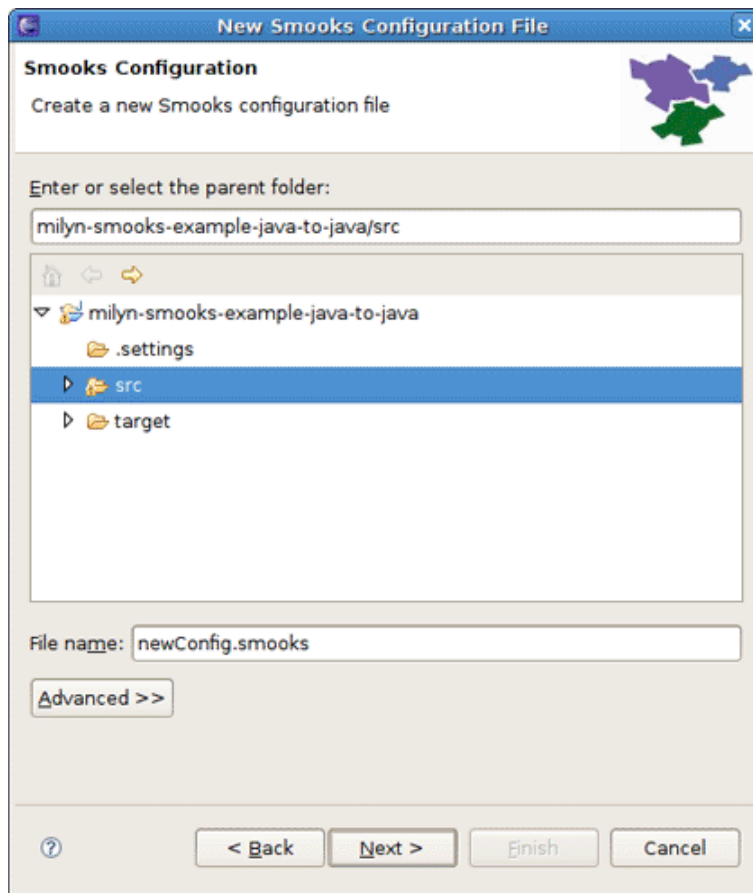 New Smooks Configuration File
Smooks Configuration
Create a new Smooks configuration file
Enter or select the parent folder:
milyn-smooks-example-java-to-java/src
milyn-smooks-example-java-to-java
.settings
src
target
File name: newConfig.smooks
Advanced >>
< Back Next > Finish Cancel